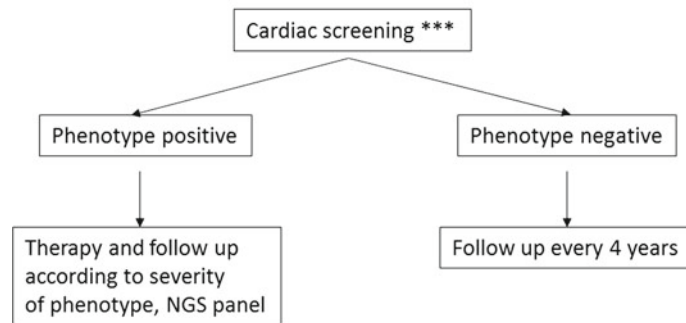 Cardiac screening ***
Phenotype positive
Phenotype negative
Therapy and follow up
according to severity
of phenotype, NGS panel
Follow up every 4 years